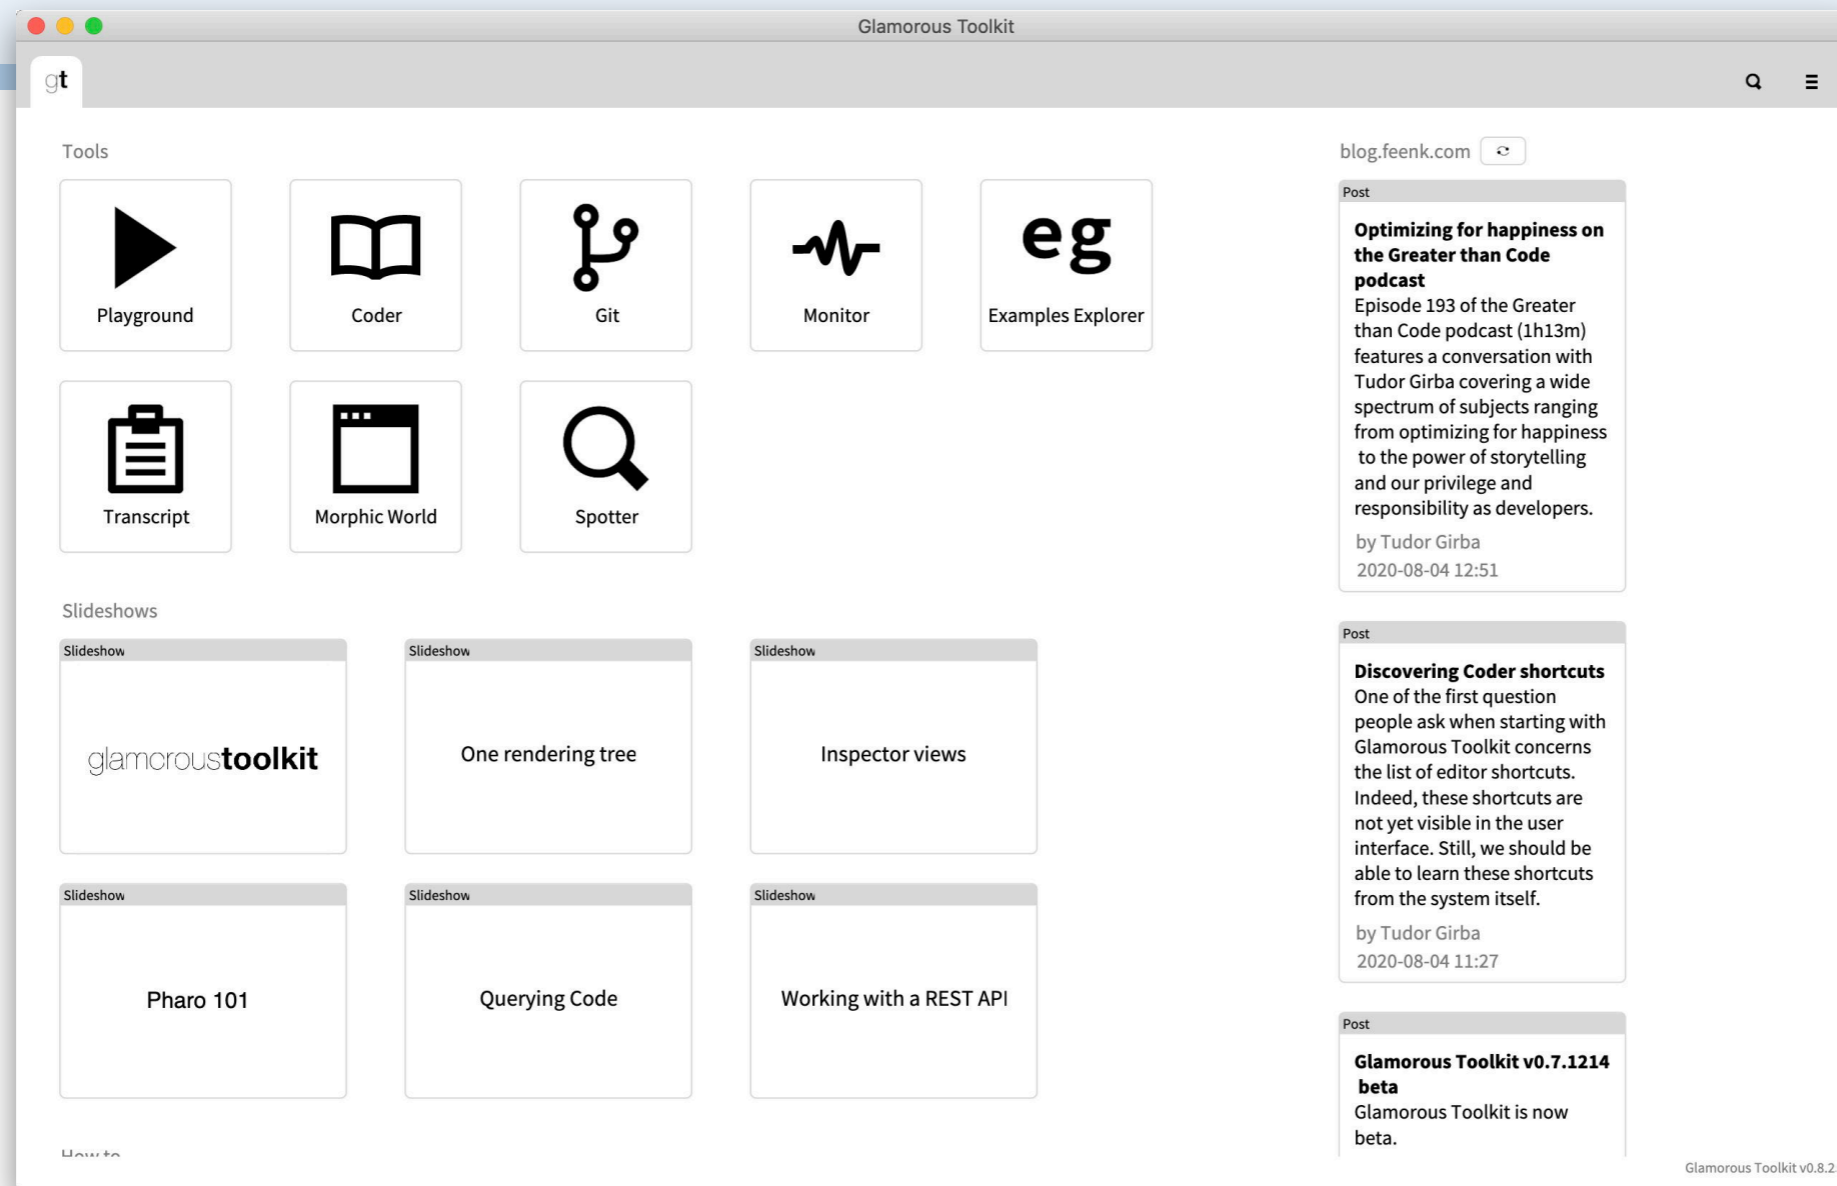 Glamorous Toolkit
gt
Tools
Playground
Coder
Git
Monitor
eg
Examples Explorer
Transcript
Morphic World
Spotter
Slideshows
Slideshow
glamoroustoolkit
Slideshow
One rendering tree
Slideshow
Inspector views
Slideshow
Pharo 101
Slideshow
Querying Code
Slideshow
Working with a REST API
How to
blog.feenk.com
Post
Optimizing for happiness on
the Greater than Code
podcast
Episode 193 of the Greater
than Code podcast (1h13m)
features a conversation with
Tudor Girba covering a wide
spectrum of subjects ranging
from optimizing for happiness
to the power of storytelling
and our privilege and
responsibility as developers.
by Tudor Girba
2020-08-04 12:51
Post
Discovering Coder shortcuts
One of the first question
people ask when starting with
Glamorous Toolkit concerns
the list of editor shortcuts.
Indeed, these shortcuts are
not yet visible in the user
interface. Still, we should be
able to learn these shortcuts
from the system itself.
by Tudor Girba
2020-08-04 11:27
Post
Glamorous Toolkit v0.7.1214
beta
Glamorous Toolkit is now
beta.
Glamorous Toolkit v0.8.2